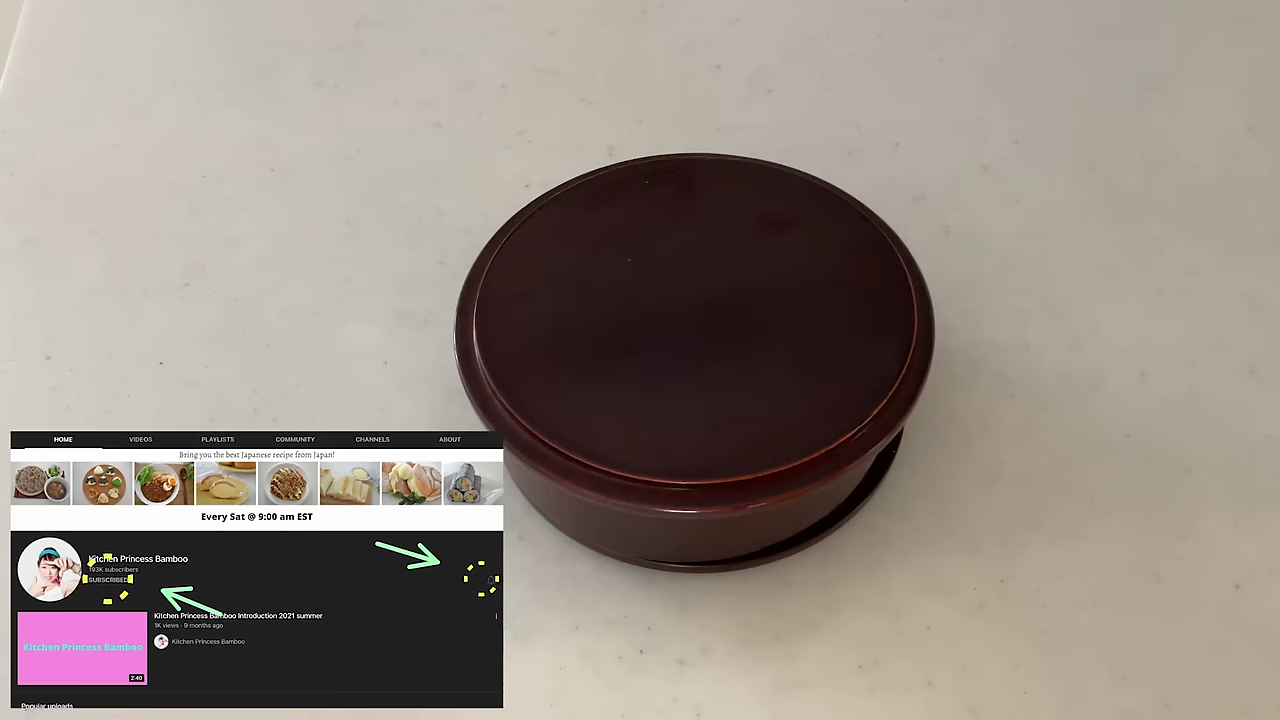 HOME VIDEOS PLAYLISTS COMMUNITY CHANNELS ABOUT
Bring you the best Japanese recipe from Japan!
Every Sat @ 9:00 am EST
Kitchen Princess Bamboo
193K subscribers
SUBSCRIBED
Kitchen Princess Bamboo Introduction 2021 summer
1K views · 9 months ago
Kitchen Princess Bamboo
Kitchen Princess Bamboo
2:40
Popular uploads